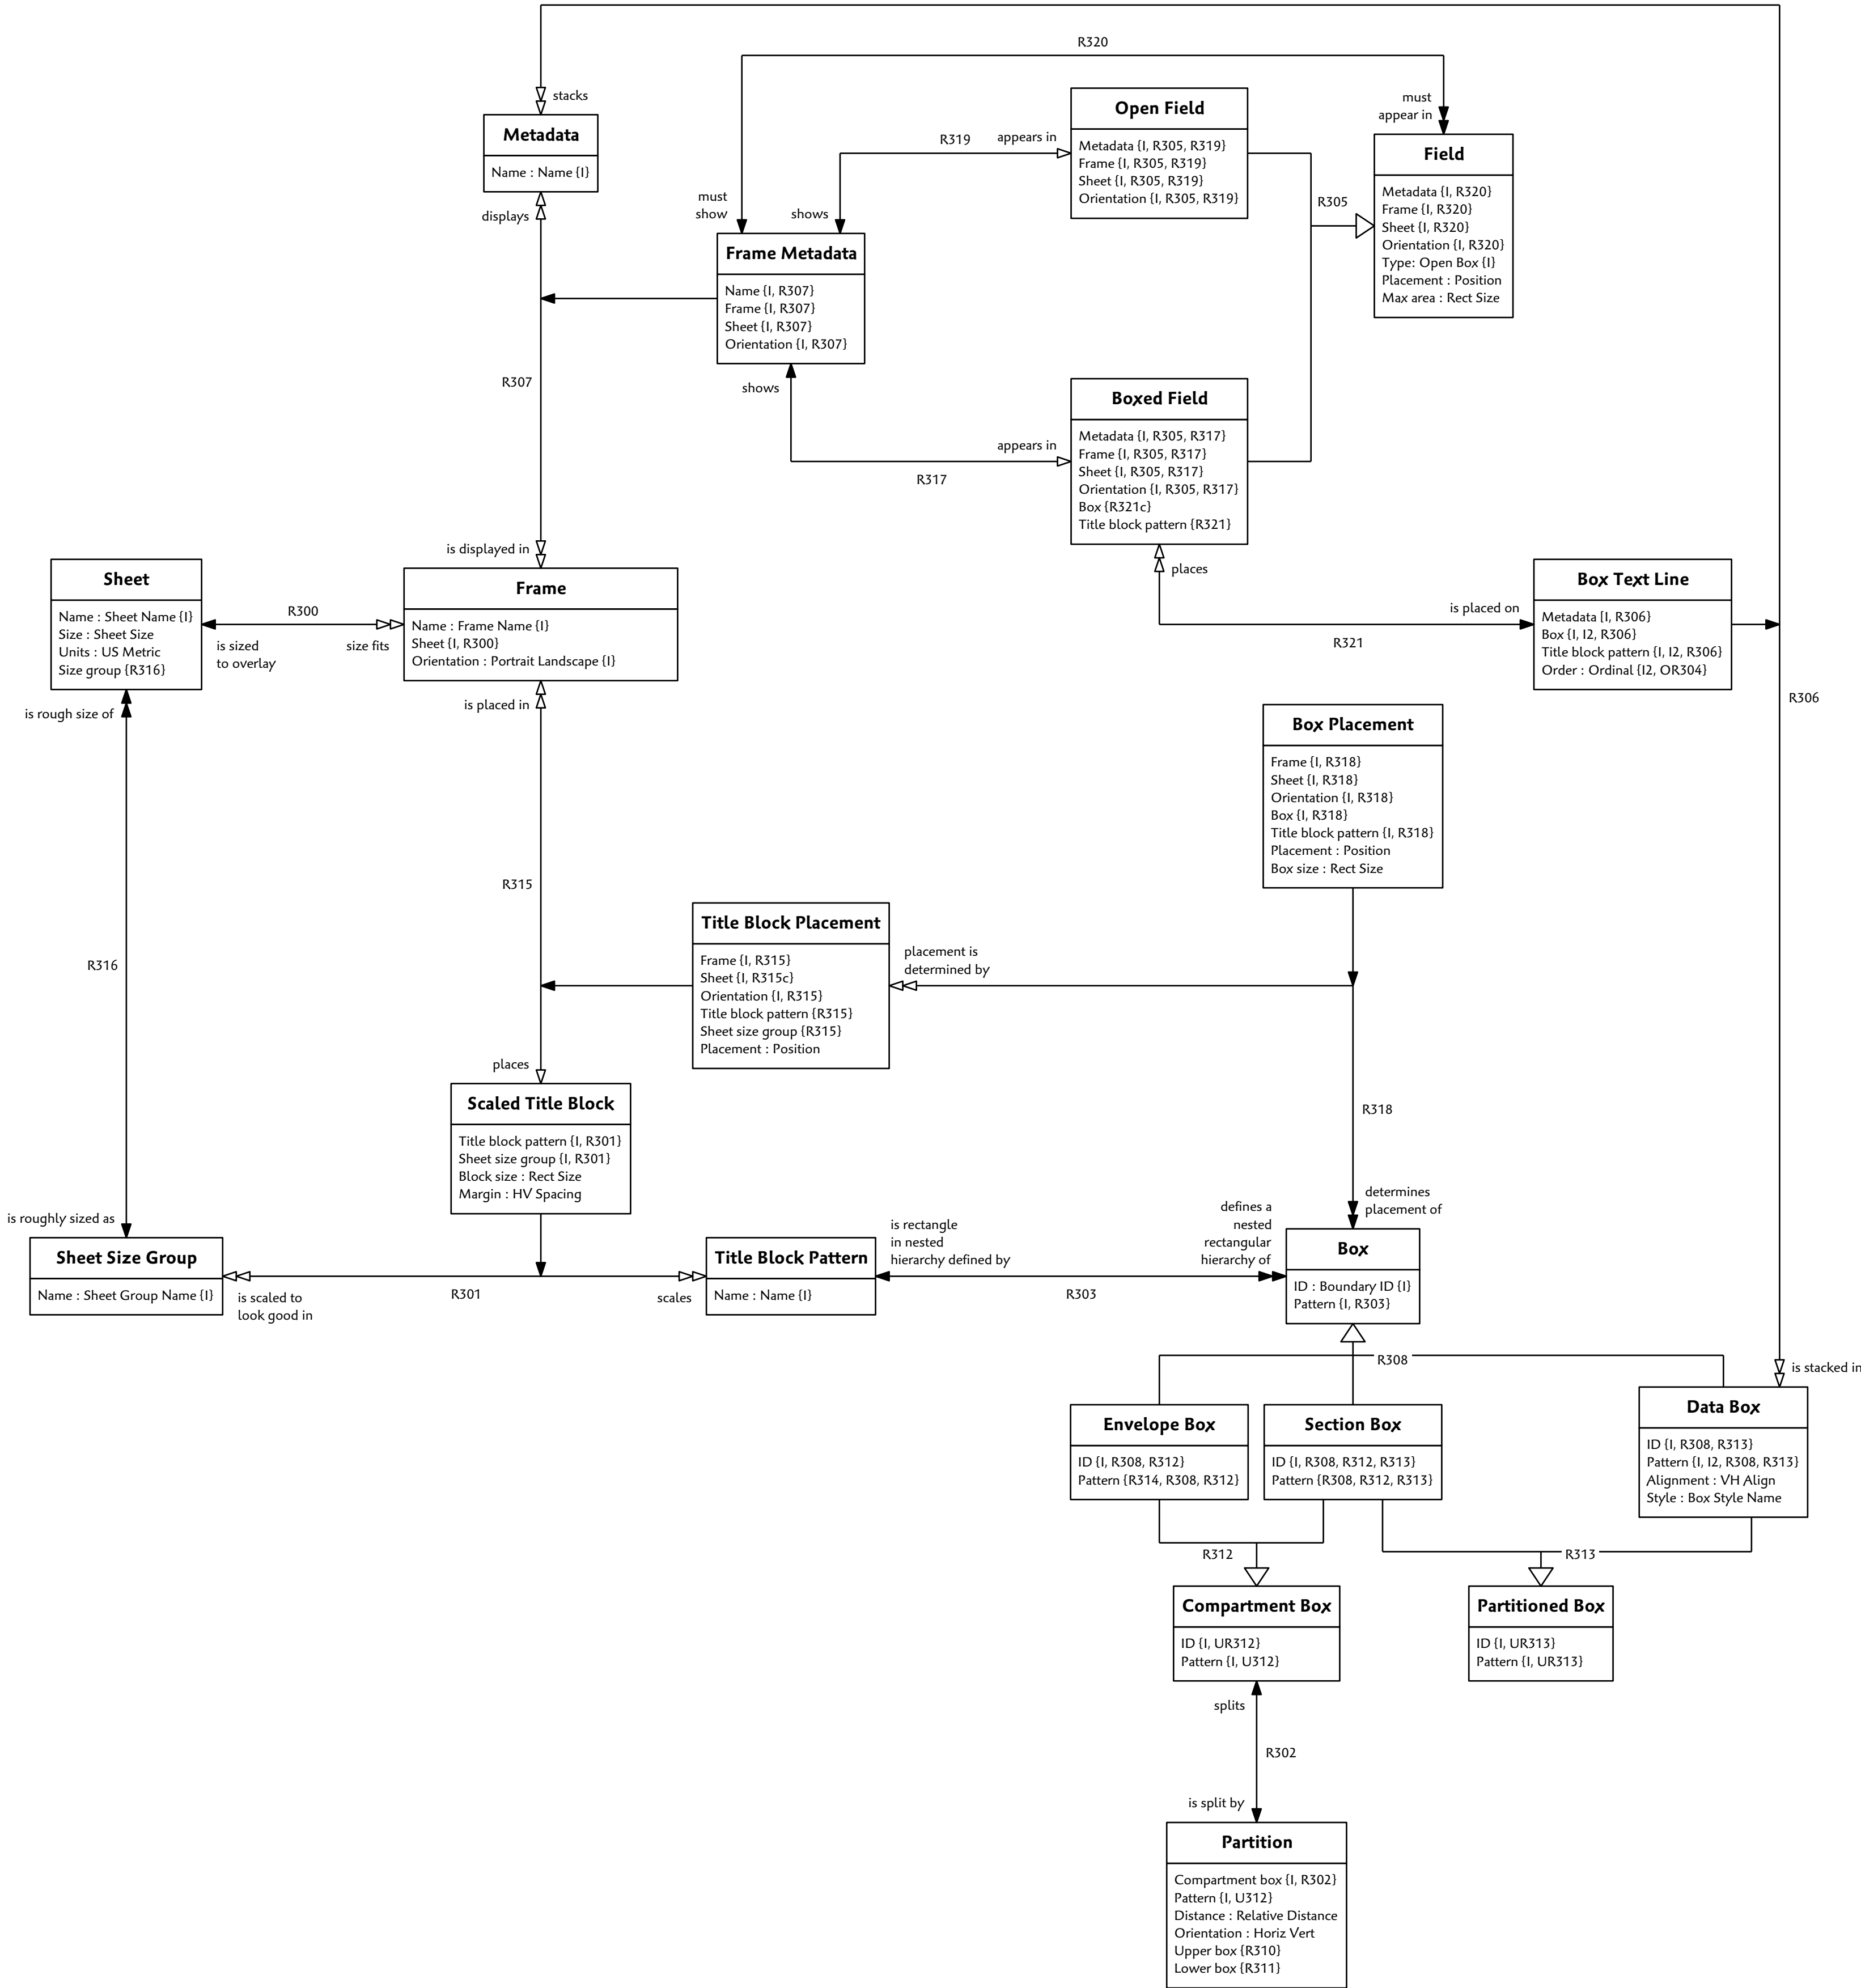 R320
stacks
must
appear in
Metadata
Name : Name {I}
displays
R319
appears in
Open Field
Metadata {I, R305, R319}
Frame {I, R305, R319}
Sheet {I, R305, R319}
Orientation {I, R305, R319}
R305
Field
Metadata {I, R320}
Frame {I, R320}
Sheet {I, R320}
Orientation {I, R320}
Type: Open Box {I}
Placement : Position
Max area : Rect Size
must
show
shows
Frame Metadata
Name {I, R307}
Frame {I, R307}
Sheet {I, R307}
Orientation {I, R307}
R307
shows
appears in
R317
Boxed Field
Metadata {I, R305, R317}
Frame {I, R305, R317}
Sheet {I, R305, R317}
Orientation {I, R305, R317}
Box {R321c}
Title block pattern {R321}
places
is placed on
R321
Box Text Line
Metadata [I, R306}
Box {I, I2, R306}
Title block pattern {I, I2, R306}
Order : Ordinal {I2, OR304}
R306
is displayed in
Sheet
Name : Sheet Name {I}
Size : Sheet Size
Units : US Metric
Size group {R316}
R300
is sized
to overlay
size fits
Frame
Name : Frame Name {I}
Sheet {I, R300}
Orientation : Portrait Landscape {I}
is rough size of
is placed in
Box Placement
Frame {I, R318}
Sheet {I, R318}
Orientation {I, R318}
Box {I, R318}
Title block pattern {I, R318}
Placement : Position
Box size : Rect Size
R315
R316
Title Block Placement
Frame {I, R315}
Sheet {I, R315c}
Orientation {I, R315}
Title block pattern {R315}
Sheet size group {R315}
Placement : Position
placement is
determined by
places
R318
Scaled Title Block
Title block pattern {I, R301}
Sheet size group {I, R301}
Block size : Rect Size
Margin : HV Spacing
is roughly sized as
Sheet Size Group
Name : Sheet Group Name {I}
is scaled to
look good in
R301
scales
Title Block Pattern
Name : Name {I}
is rectangle
in nested
hierarchy defined by
R303
defines a
nested
rectangular
hierarchy of
determines
placement of
Box
ID : Boundary ID {I}
Pattern {I, R303}
R308
is stacked in
Envelope Box
ID {I, R308, R312}
Pattern {R314, R308, R312}
Section Box
ID {I, R308, R312, R313}
Pattern {R308, R312, R313}
Data Box
ID {I, R308, R313}
Pattern {I, I2, R308, R313}
Alignment : VH Align
Style : Box Style Name
R312
R313
Compartment Box
ID {I, UR312}
Pattern {I, U312}
Partitioned Box
ID {I, UR313}
Pattern {I, UR313}
splits
R302
is split by
Partition
Compartment box {I, R302}
Pattern {I, U312}
Distance : Relative Distance
Orientation : Horiz Vert
Upper box {R310}
Lower box {R311}